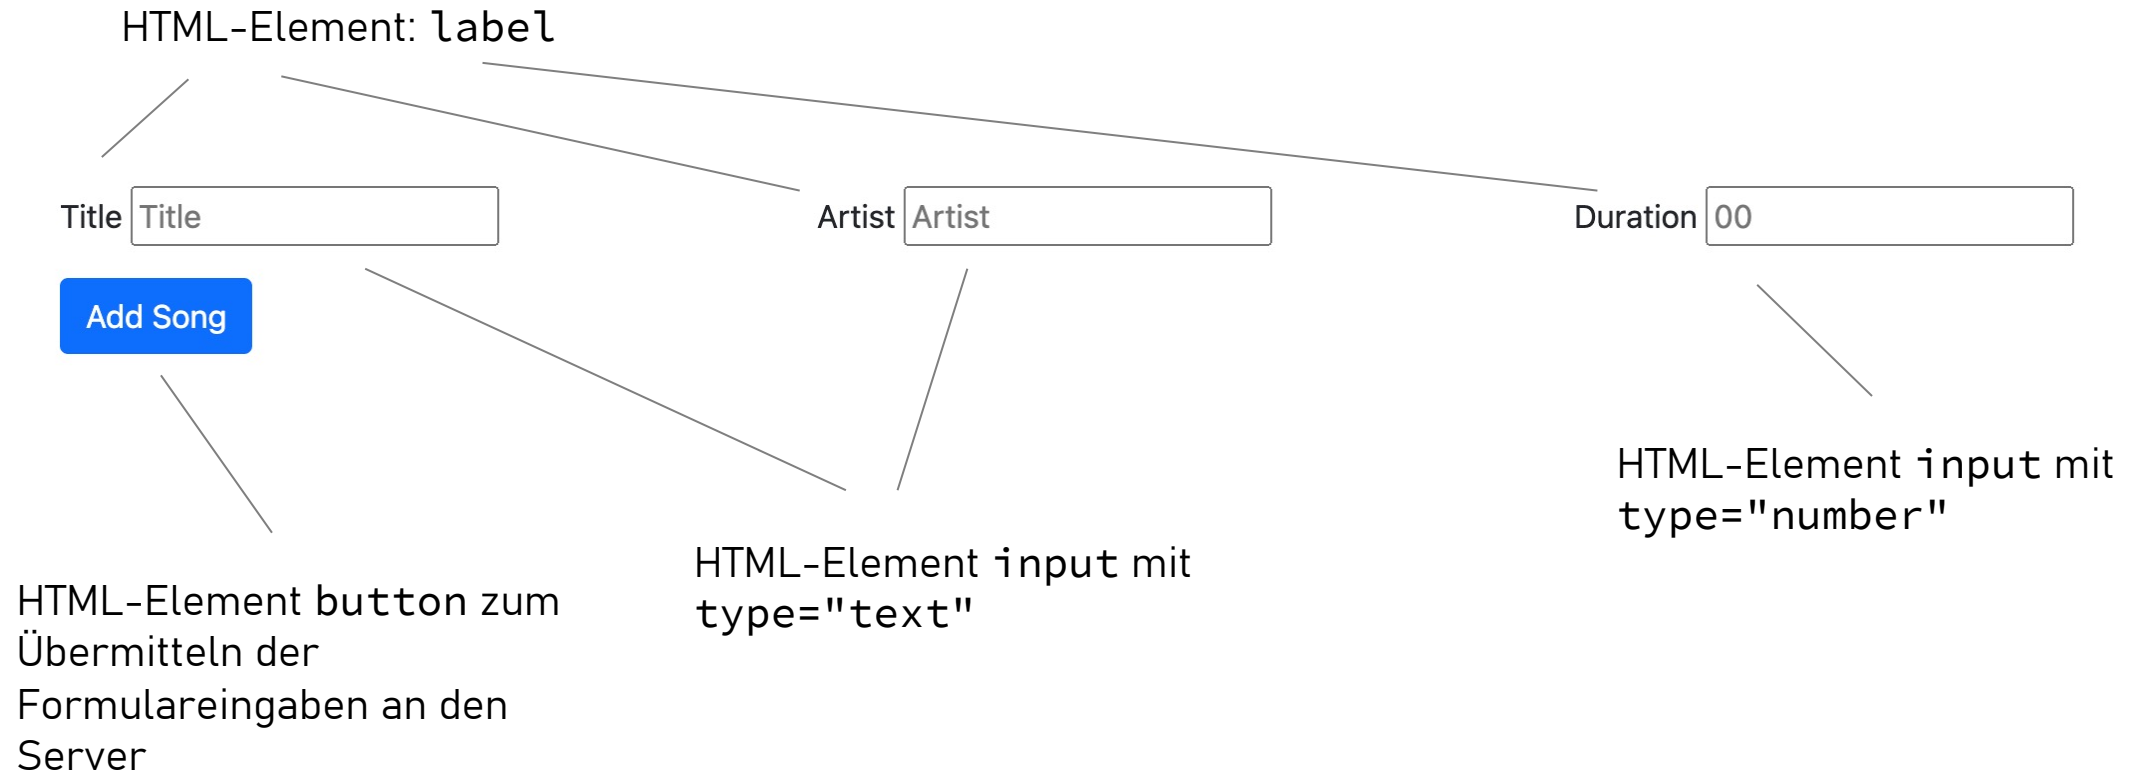 HTML-Element: label
Title Title
Artist Artist
Duration 00
Add Song
HTML-Element button zum
Übermitteln der
Formulareingaben an den
Server
HTML-Element input mit
type="text"
HTML-Element input mit
type="number"